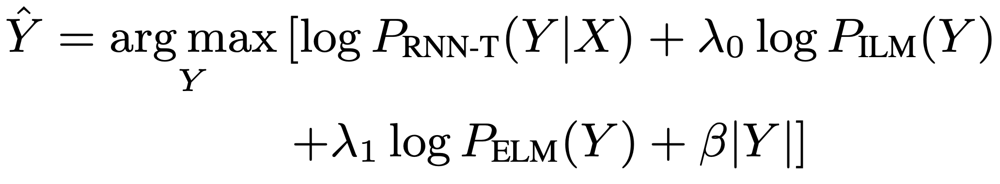 Ŷ = arg max [log P_RNN-T(Y|X) + λ₀ log P_ILM(Y)
Y
+λ₁ log P_ELM(Y) + β|Y|]